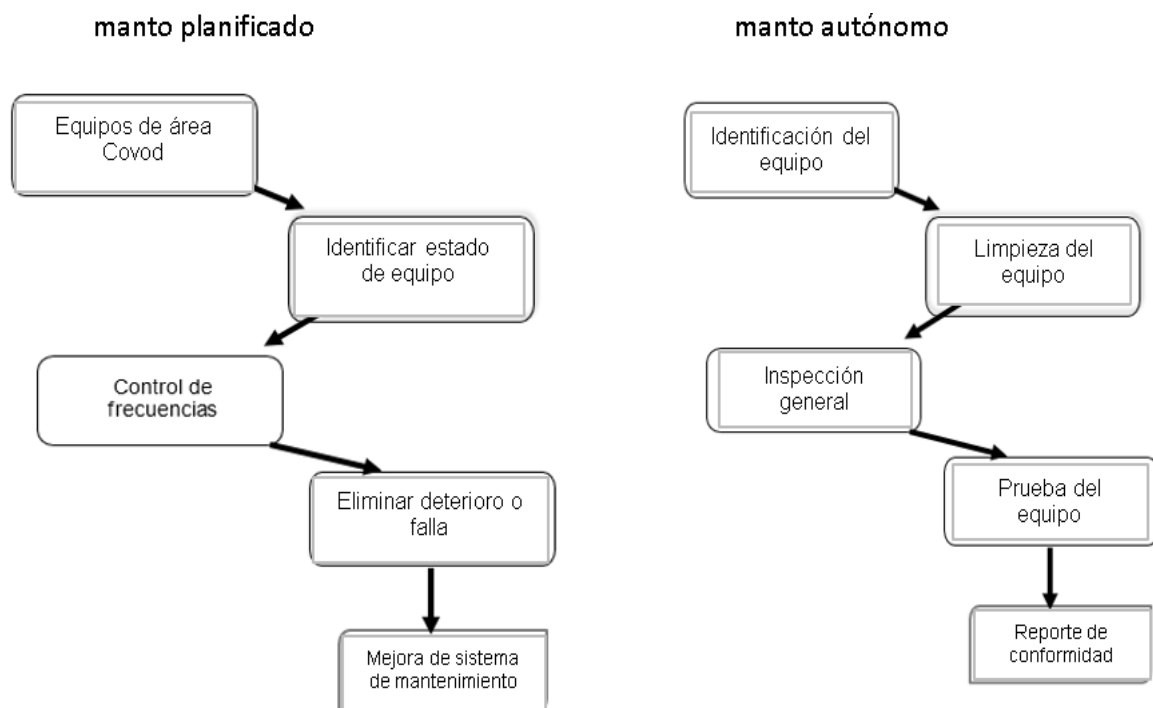 manto planificado
Equipos de área
Covod
Identificar estado
de equipo
Control de
frecuencias
Eliminar deterioro o
falla
Mejora de sistema
de mantenimiento
manto autónomo
Identificación del
equipo
Limpieza del
equipo
Inspección
general
Prueba del
equipo
Reporte de
conformidad